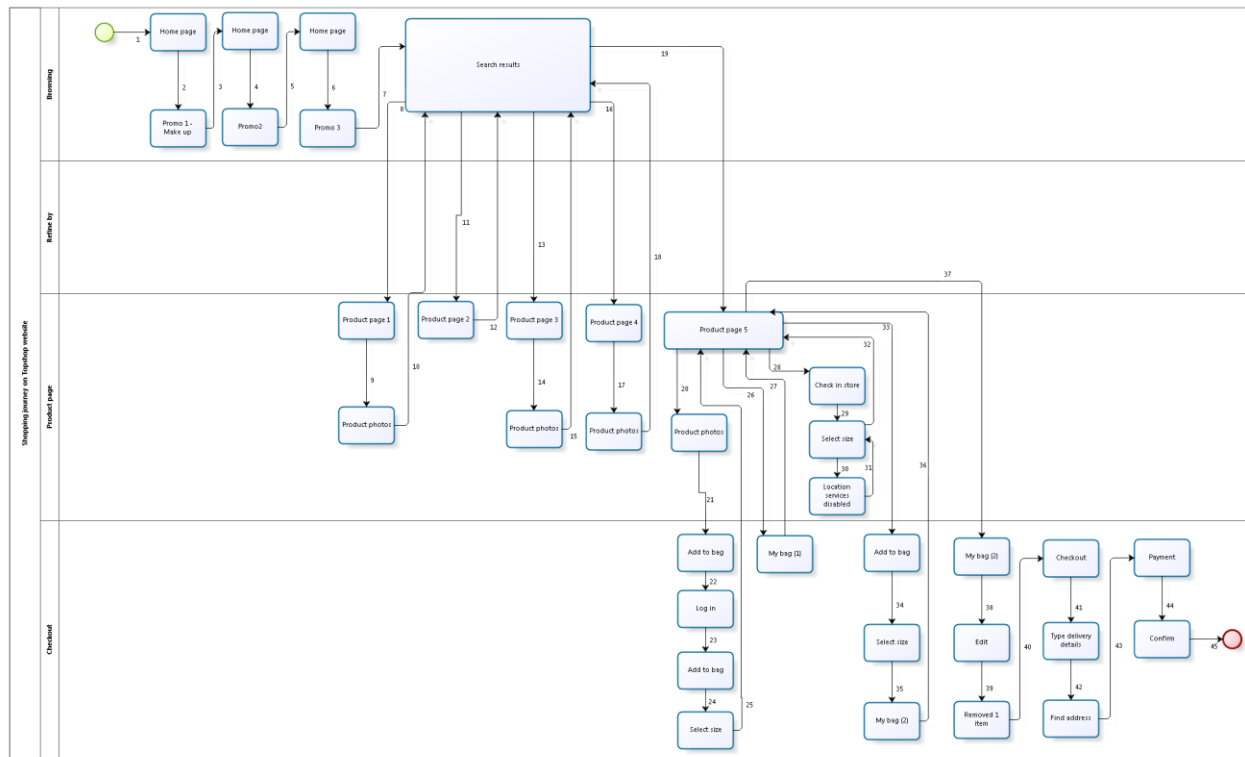 Shopping journey on Topshop website
Browsing
Home page
Home page
Home page
Search results
1
2
3
4
5
6
7
8
16
19
Promo 1 -
Make up
Promo2
Promo 3
Refine by
11
13
18
37
Product page
Product page 1
Product page 2
Product page 3
Product page 4
Product page 5
12
33
32
9
10
14
17
20
26
27
28
Check in store
29
Product photos
Product photos
Product photos
Product photos
15
Select size
30
31
36
Location
services
disabled
21
Checkout
Add to bag
My bag (1)
Add to bag
My bag (2)
Checkout
Payment
22
34
38
41
44
Log in
23
Select size
Edit
Type delivery
details
Confirm
45
40
43
Add to bag
24
35
39
42
25
Select size
My bag (2)
Removed 1
item
Find address